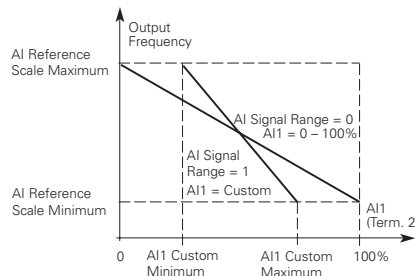 Output
Frequency
AI Reference
Scale Maximum
AI Signal Range = 0
AI1 = 0 – 100%
AI Signal
Range = 1
AI1 = Custom
AI Reference
Scale Minimum
AI1
(Term. 2
0
AI1 Custom
Minimum
AI1 Custom
Maximum
100%